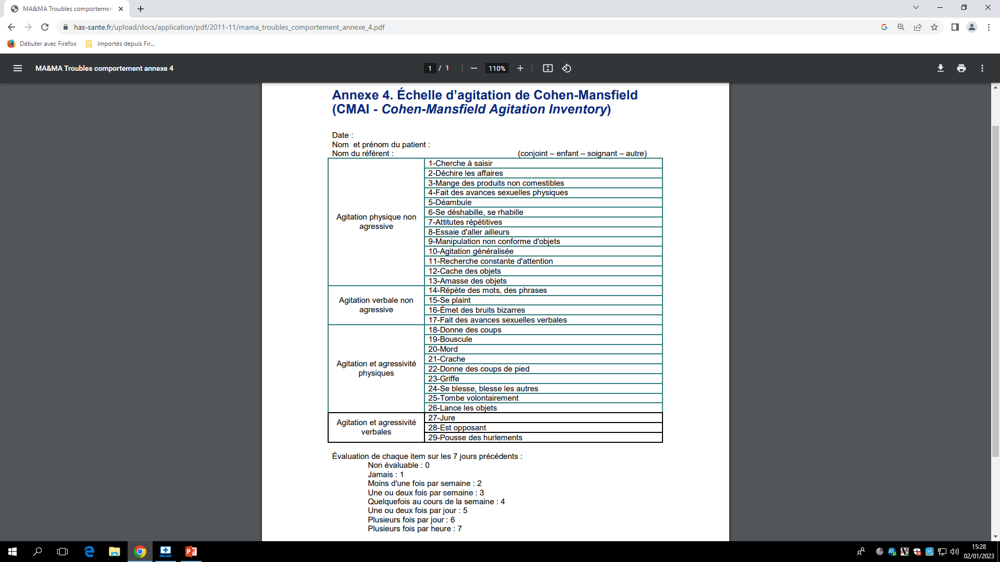 MA&MA Troubles comportement
has-sante.fr/upload/docs/application/pdf/2011-11/mama_troubles_comportement_annexe_4.pdf
Débuter avec Firefox
Importés depuis Fir...
MA&MA Troubles comportement annexe 4
1 / 1
110%
Annexe 4. Échelle d'agitation de Cohen-Mansfield
(CMAI - Cohen-Mansfield Agitation Inventory)
Date :
Nom et prénom du patient :
Nom du référent : (conjoint – enfant – soignant – autre)
Agitation physique non
agressive
1-Cherche à saisir
2-Déchire les affaires
3-Mange des produits non comestibles
4-Fait des avances sexuelles physiques
5-Déambule
6-Se déshabille, se rhabille
7-Attitutes répétitives
8-Essaie d'aller ailleurs
9-Manipulation non conforme d'objets
10-Agitation généralisée
11-Recherche constante d'attention
12-Cache des objets
13-Amasse des objets
Agitation verbale non
agressive
14-Répète des mots, des phrases
15-Se plaint
16-Émet des bruits bizarres
17-Fait des avances sexuelles verbales
Agitation et agressivité
physiques
18-Donne des coups
19-Bouscule
20-Mord
21-Crache
22-Donne des coups de pied
23-Griffe
24-Se blesse, blesse les autres
25-Tombe volontairement
26-Lance les objets
Agitation et agressivité
verbales
27-Jure
28-Est opposant
29-Pousse des hurlements
Évaluation de chaque item sur les 7 jours précédents :
Non évaluable : 0
Jamais : 1
Moins d'une fois par semaine : 2
Une ou deux fois par semaine : 3
Quelquefois au cours de la semaine : 4
Une ou deux fois par jour : 5
Plusieurs fois par jour : 6
Plusieurs fois par heure : 7
15:28
02/01/2023